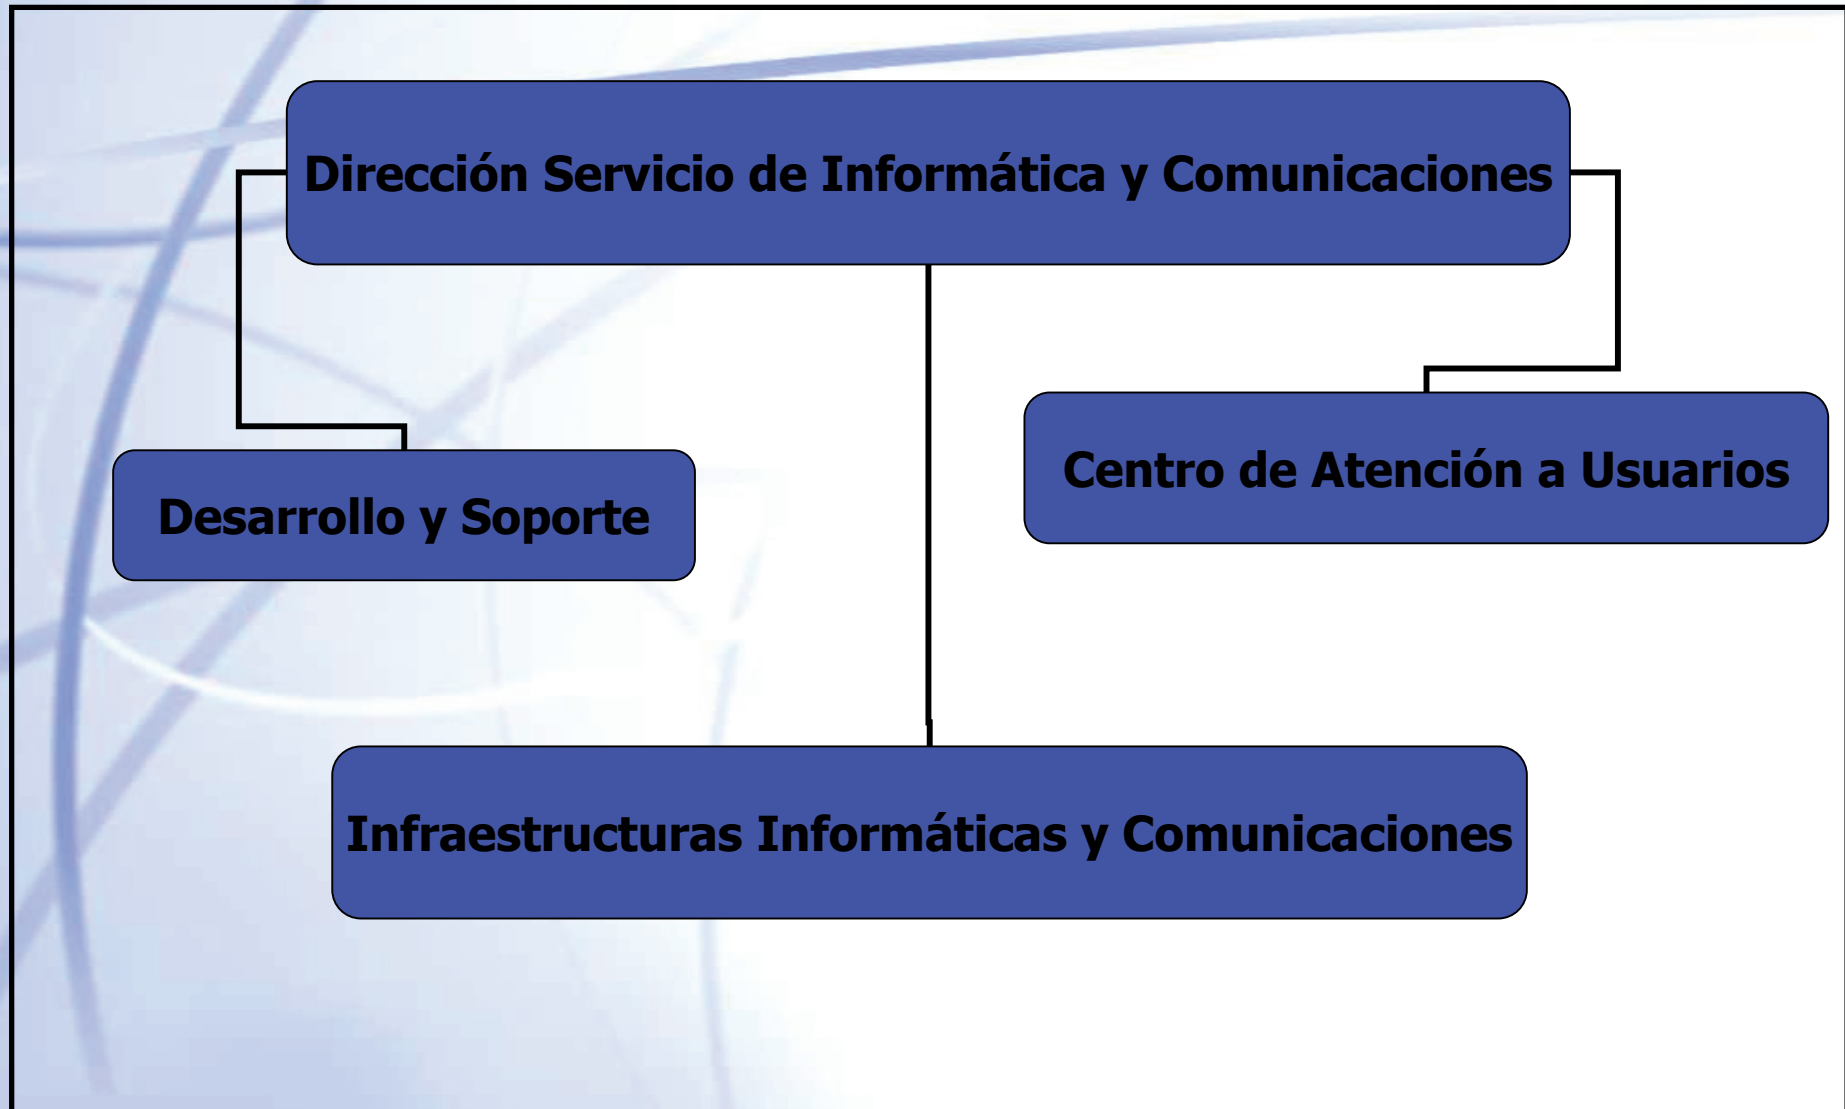 Dirección Servicio de Informática y Comunicaciones
Centro de Atención a Usuarios
Desarrollo y Soporte
Infraestructuras Informáticas y Comunicaciones